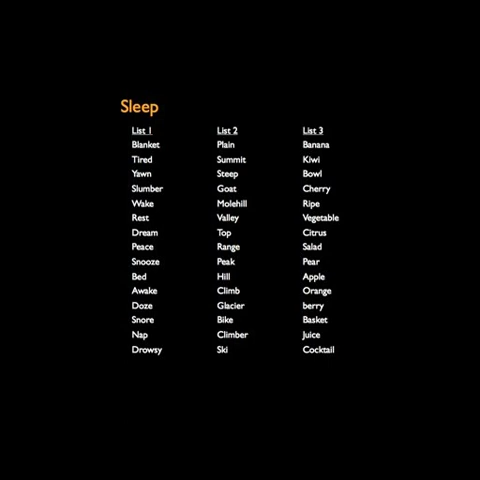 Sleep
List 1 List 2 List 3
Blanket Plain Banana
Tired Summit Kiwi
Yawn Steep Bowl
Slumber Goat Cherry
Wake Molehill Ripe
Rest Valley Vegetable
Dream Top Citrus
Peace Range Salad
Snooze Peak Pear
Bed Hill Apple
Awake Climb Orange
Doze Glacier berry
Snore Bike Basket
Nap Climber Juice
Drowsy Ski Cocktail